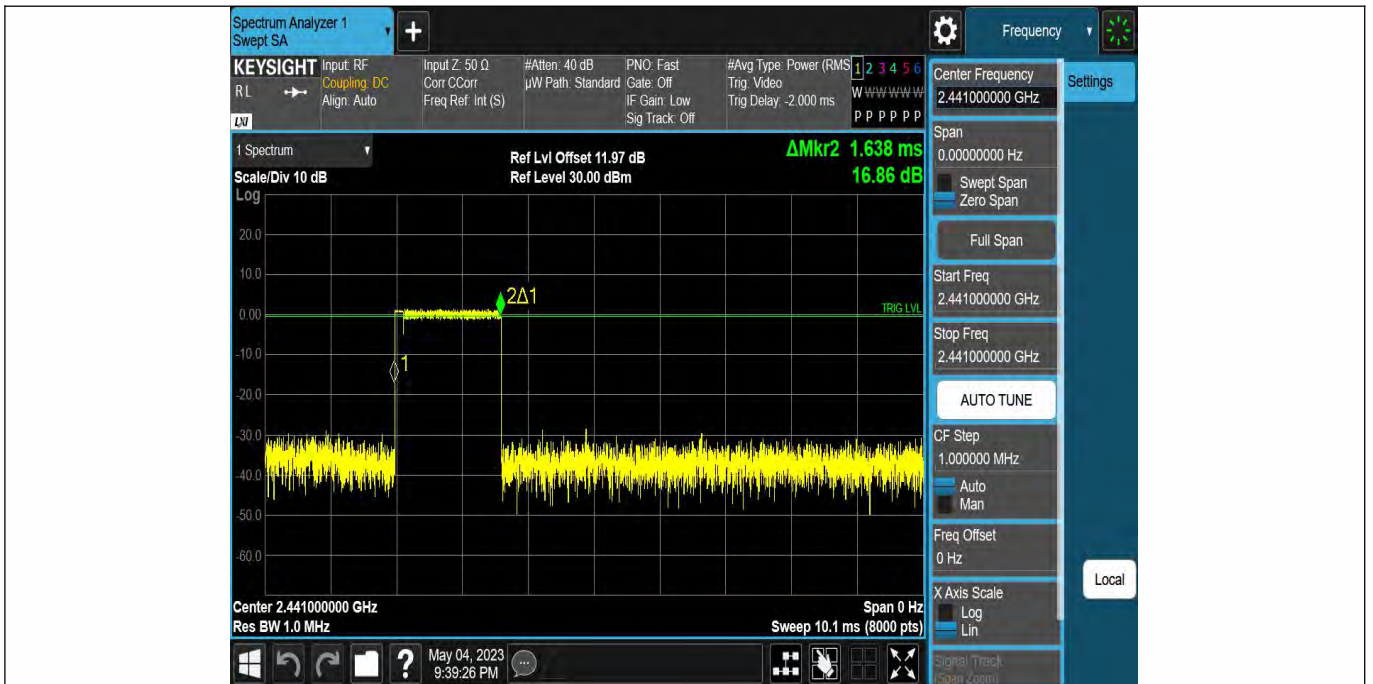 Spectrum Analyzer 1
Swept SA
Frequency
KEYSIGHT
R L
LXI
Input: RF
Coupling: DC
Align: Auto
Input Z: 50 Ω
Corr CCorr
Freq Ref: Int (S)
#Atten: 40 dB
µW Path: Standard
PNO: Fast
Gate: Off
IF Gain: Low
Sig Track: Off
#Avg Type: Power (RMS
Trig: Video
Trig Delay: -2.000 ms
1 2 3 4 5 6
W W W W W W
P P P P P P
1 Spectrum
Scale/Div 10 dB
Ref Lvl Offset 11.97 dB
Ref Level 30.00 dBm
ΔMkr2 1.638 ms
16.86 dB
Log
20.0
10.0
0.00
-10.0
-20.0
-30.0
-40.0
-50.0
-60.0
2Δ1
1
TRIG LVL
Center 2.441000000 GHz
Res BW 1.0 MHz
Span 0 Hz
Sweep 10.1 ms (8000 pts)
Center Frequency
2.441000000 GHz
Settings
Span
0.00000000 Hz
Swept Span
Zero Span
Full Span
Start Freq
2.441000000 GHz
Stop Freq
2.441000000 GHz
AUTO TUNE
CF Step
1.000000 MHz
Auto
Man
Freq Offset
0 Hz
X Axis Scale
Log
Lin
Signal Track
(Span Zoom)
Local
?
May 04, 2023
9:39:26 PM